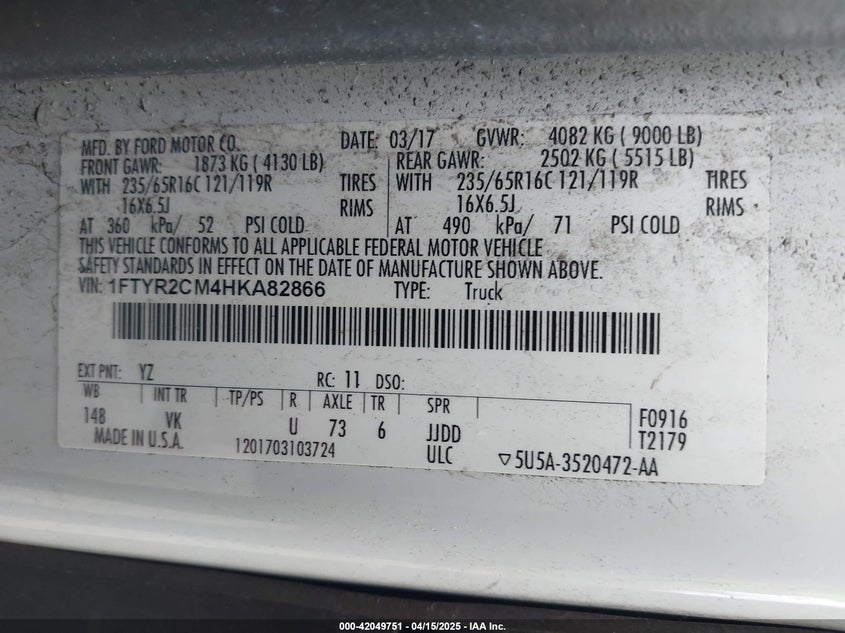 MFD. BY FORD MOTOR CO. DATE: 03/17 GVWR: 4082 KG ( 9000 LB)
FRONT GAWR: 1873 KG ( 4130 LB) REAR GAWR: 2502 KG ( 5515 LB)
WITH 235/65R16C 121/119R TIRES WITH 235/65R16C 121/119R TIRES
16X6.5J RIMS 16X6.5J RIMS
AT 360 kPa/ 52 PSI COLD AT 490 kPa/ 71 PSI COLD
THIS VEHICLE CONFORMS TO ALL APPLICABLE FEDERAL MOTOR VEHICLE
SAFETY STANDARDS IN EFFECT ON THE DATE OF MANUFACTURE SHOWN ABOVE.
VIN: 1FTYR2CM4HKA82866 TYPE: Truck
EXT PNT: YZ RC: 11 DSO:
WB INT TR TP/PS R AXLE TR SPR
148 VK U 73 6 JJDD F0916
MADE IN U.S.A. 1201703103724 ULC ▽5U5A-3520472-AA T2179
000-42049751 - 04/15/2025 - IAA Inc.